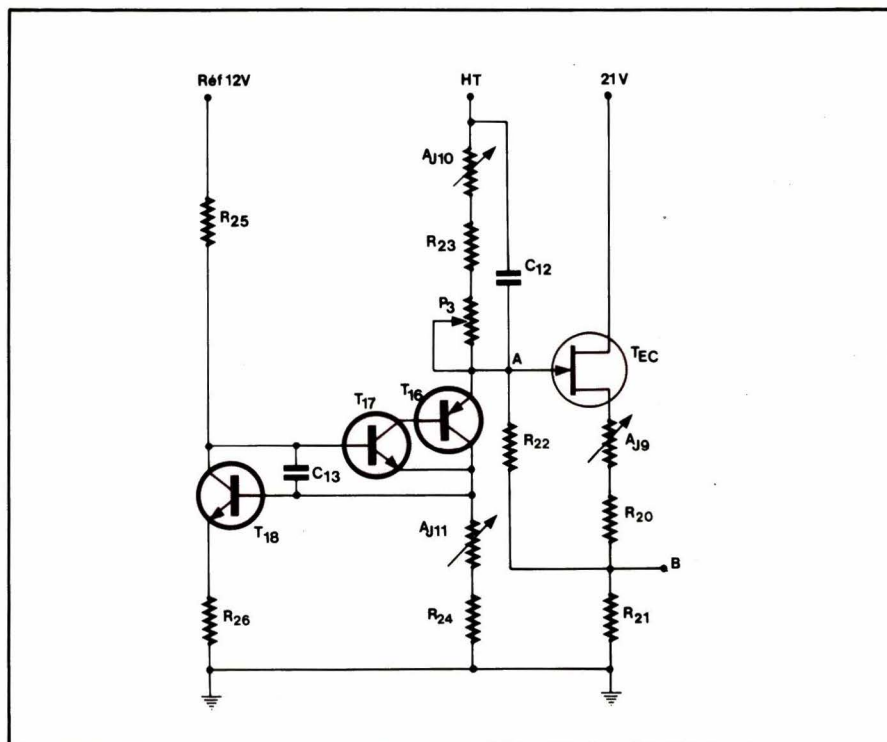 Réf 12V
HT
21 V
AJ10
R25
R23
C12
P3
A
TEC
T16
T17
R22
AJ9
C13
T18
AJ11
R20
B
R26
R24
R21